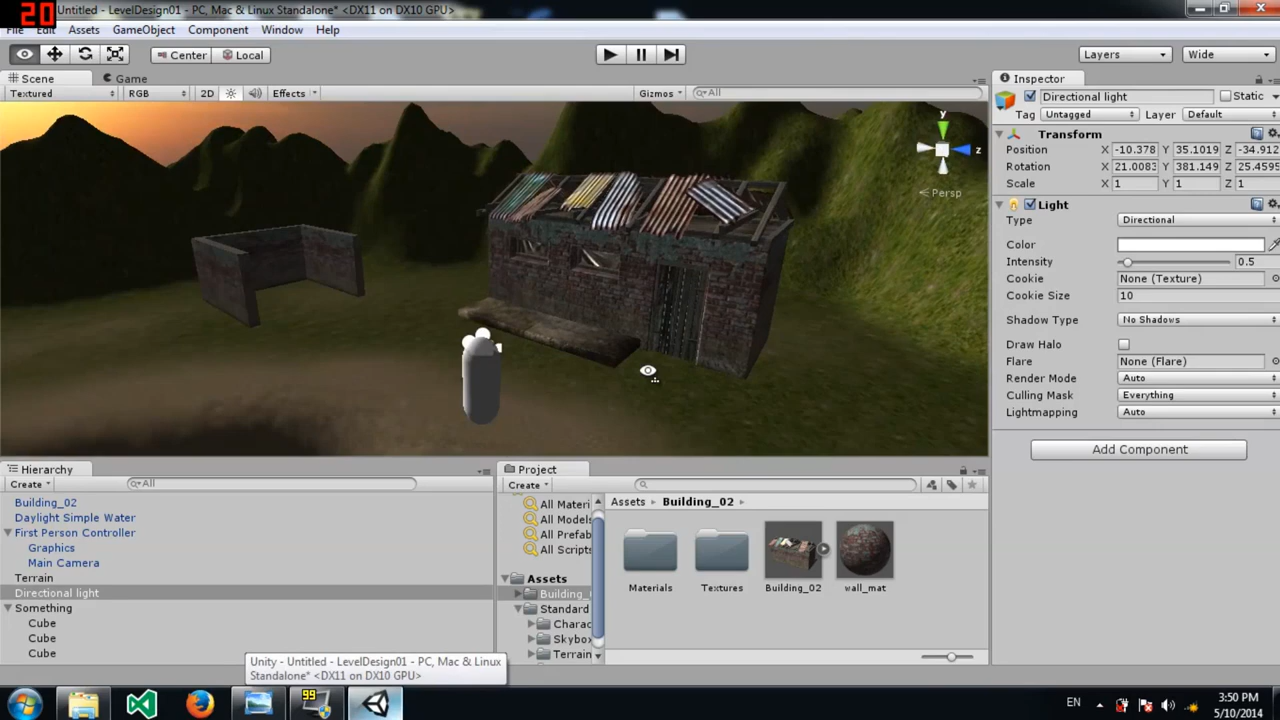 20
Untitled - LevelDesign01 - PC, Mac & Linux Standalone* <DX11 on DX10 GPU>
File Edit Assets GameObject Component Window Help
Center Local Layers Wide
Scene Game
Textured RGB 2D Effects Gizmos All
y
z
Persp
Inspector
Directional light Static
Tag Untagged Layer Default
Transform
Position X -10.378 Y 35.1019 Z -34.912
Rotation X 21.0083 Y 381.149 Z 25.4595
Scale X 1 Y 1 Z 1
Light
Type Directional
Color
Intensity 0.5
Cookie None (Texture)
Cookie Size 10
Shadow Type No Shadows
Draw Halo
Flare None (Flare)
Render Mode Auto
Culling Mask Everything
Lightmapping Auto
Add Component
Hierarchy
Create All
Building_02
Daylight Simple Water
First Person Controller
Graphics
Main Camera
Terrain
Directional light
Something
Cube
Cube
Cube
Project
Create
All Materi
All Models
All Prefab
All Scripts
Assets
Building_
Standard
Charac
Skybox
Terrain
Assets Building_02
Materials Textures Building_02 wall_mat
Unity - Untitled - LevelDesign01 - PC, Mac & Linux
Standalone* <DX11 on DX10 GPU>
99
EN
3:50 PM
5/10/2014